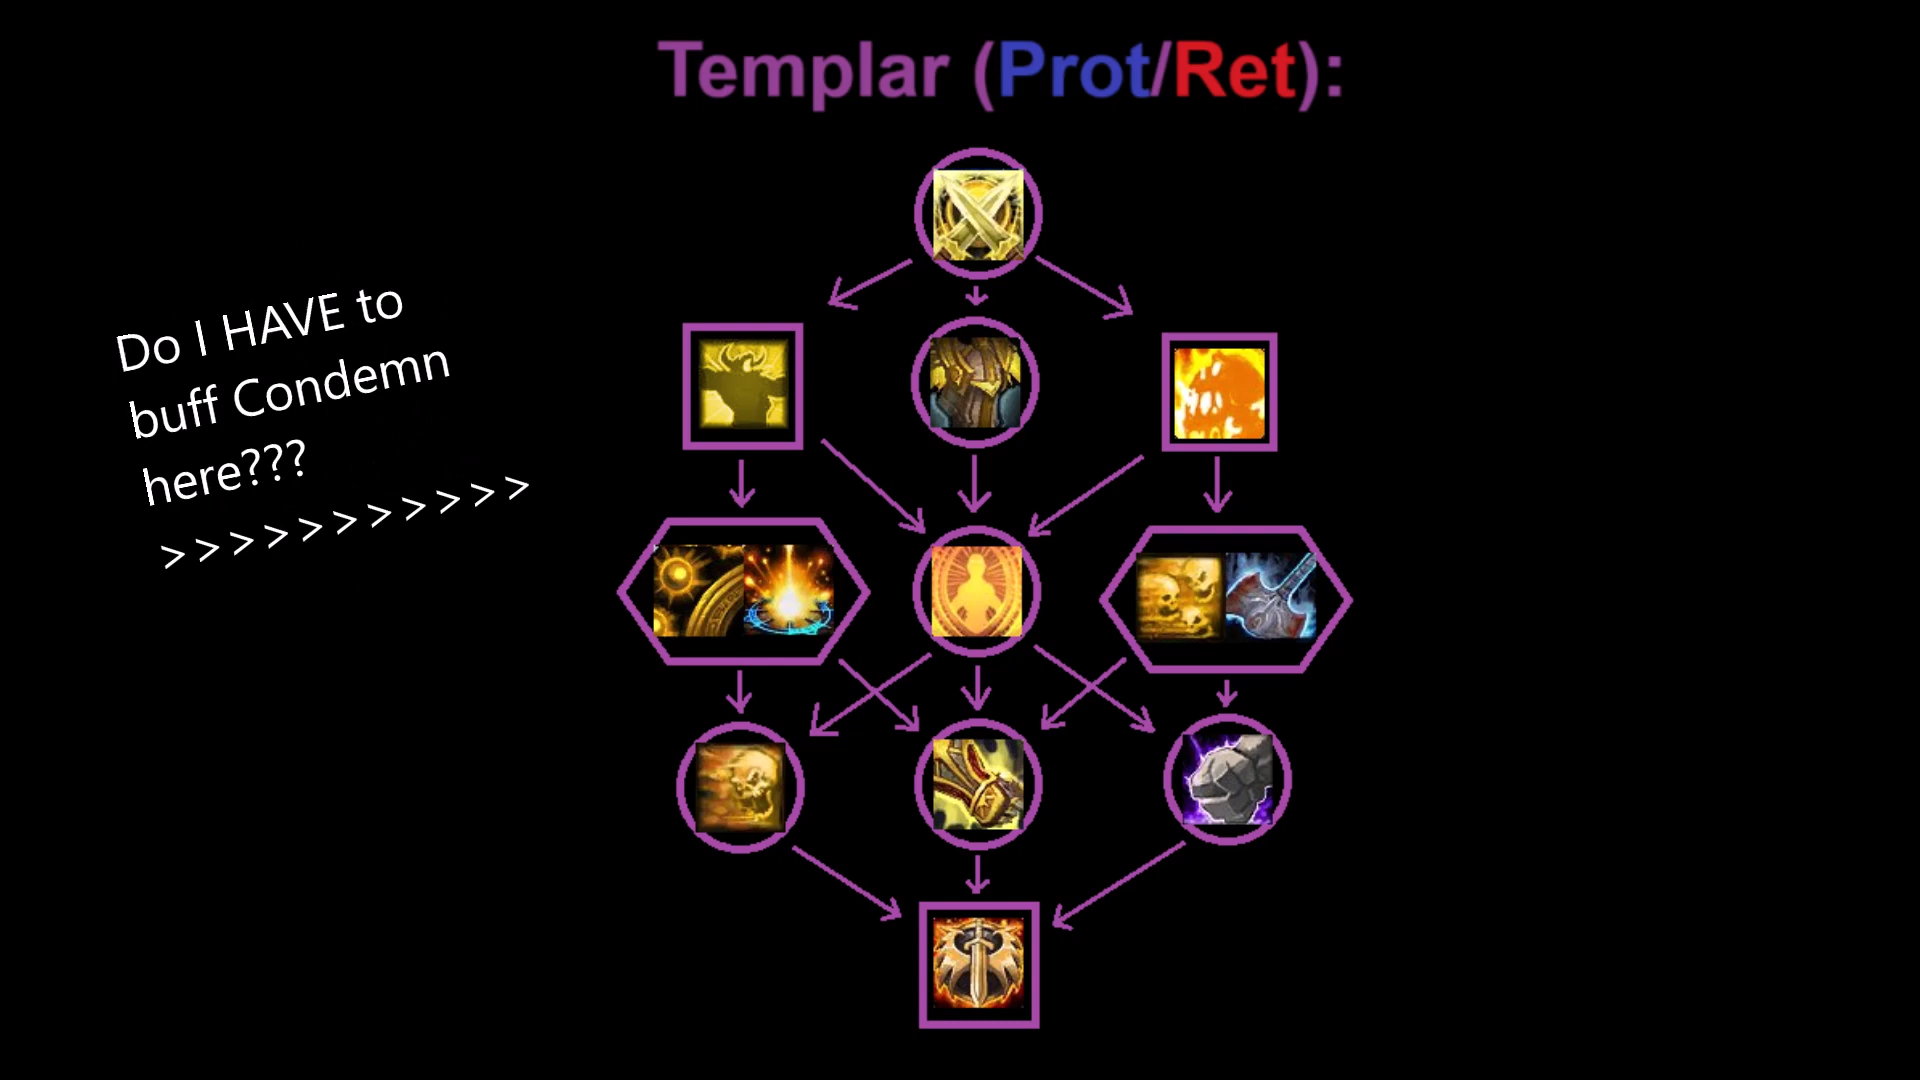 Templar (Prot/Ret):
Do I HAVE to
buff Condemn
here???
>>>>>>>>>>>